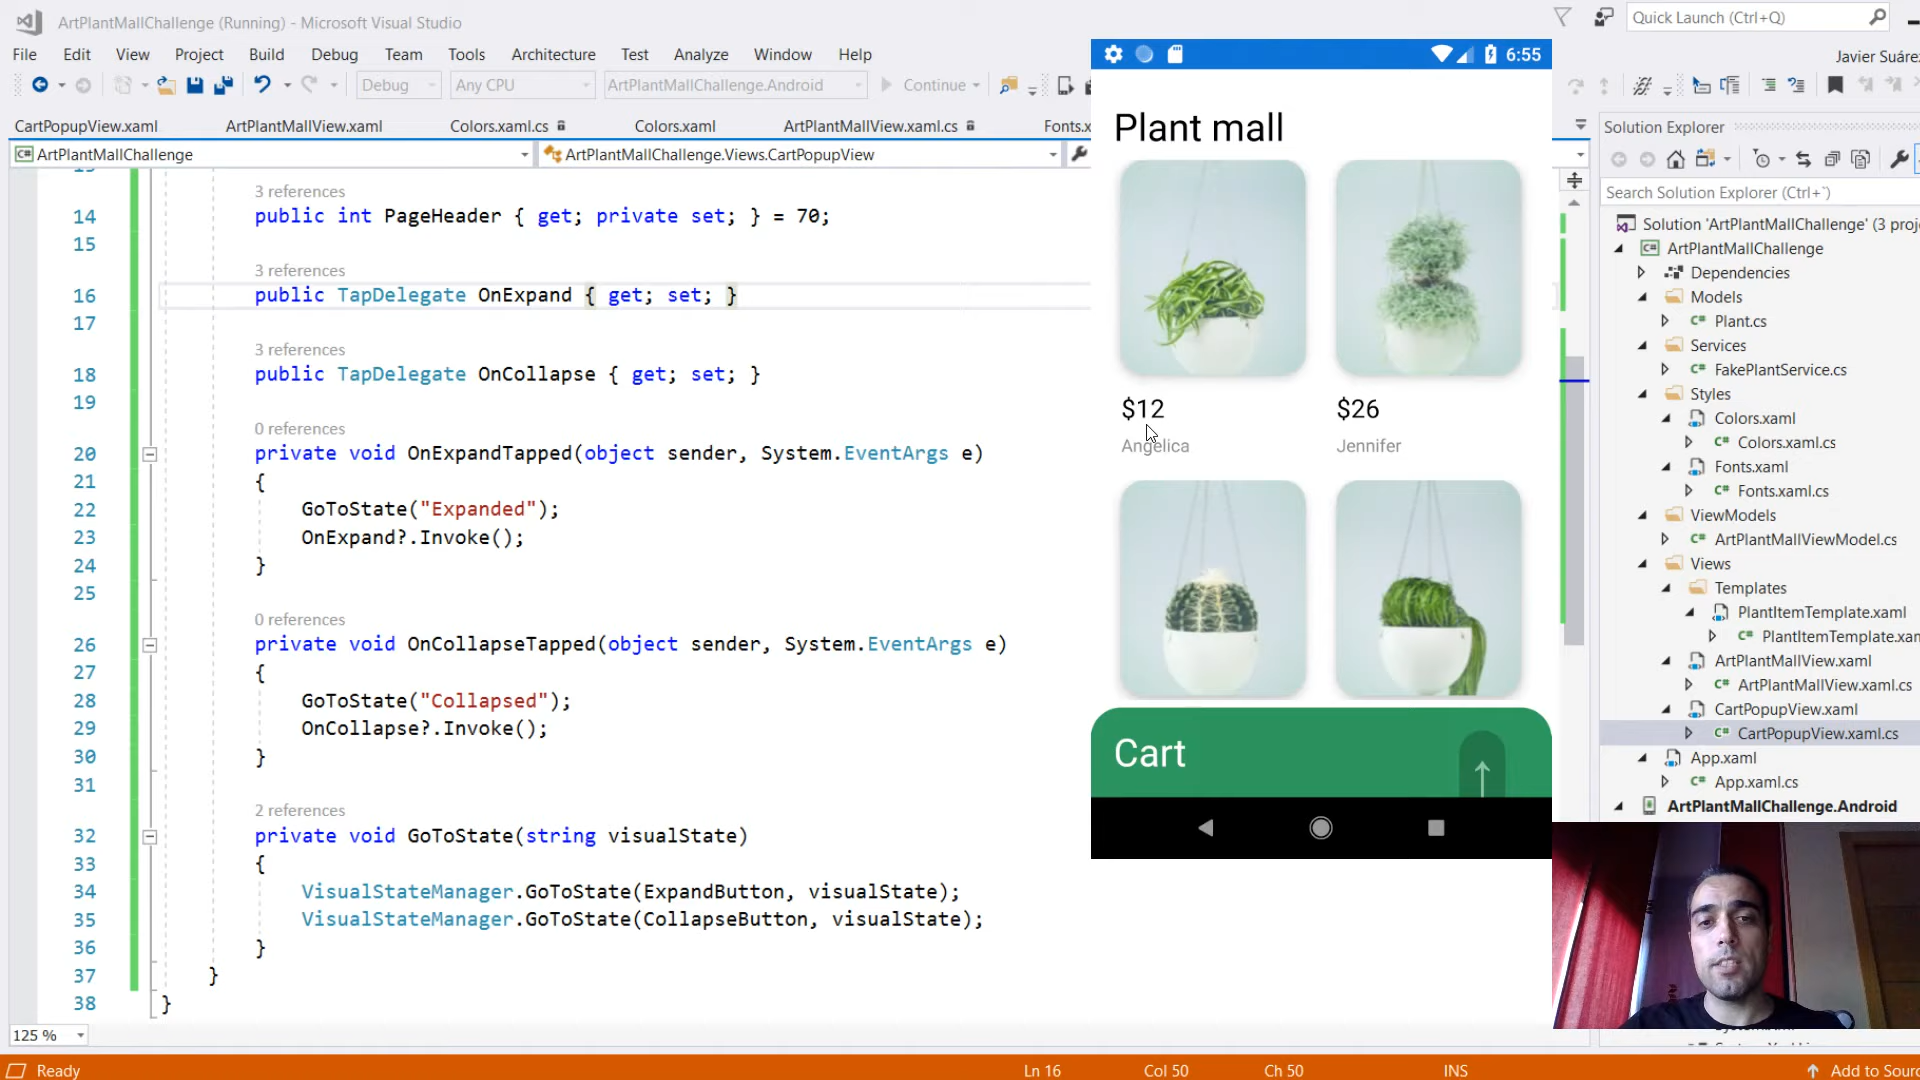 ArtPlantMallChallenge (Running) - Microsoft Visual Studio
Quick Launch (Ctrl+Q)
File Edit View Project Build Debug Team Tools Architecture Test Analyze Window Help
Javier Suáre
Debug Any CPU ArtPlantMallChallenge.Android Continue
CartPopupView.xaml ArtPlantMallView.xaml Colors.xaml.cs Colors.xaml ArtPlantMallView.xaml.cs Fonts.x
ArtPlantMallChallenge ArtPlantMallChallenge.Views.CartPopupView
3 references
14 public int PageHeader { get; private set; } = 70;
15
3 references
16 public TapDelegate OnExpand { get; set; }
17
3 references
18 public TapDelegate OnCollapse { get; set; }
19
0 references
20 private void OnExpandTapped(object sender, System.EventArgs e)
21 {
22 GoToState("Expanded");
23 OnExpand?.Invoke();
24 }
25
0 references
26 private void OnCollapseTapped(object sender, System.EventArgs e)
27 {
28 GoToState("Collapsed");
29 OnCollapse?.Invoke();
30 }
31
2 references
32 private void GoToState(string visualState)
33 {
34 VisualStateManager.GoToState(ExpandButton, visualState);
35 VisualStateManager.GoToState(CollapseButton, visualState);
36 }
37 }
38 }
125 %
6:55
Plant mall
$12 $26
Angelica Jennifer
Cart
Solution Explorer
Search Solution Explorer (Ctrl+¨)
Solution 'ArtPlantMallChallenge' (3 proj
ArtPlantMallChallenge
Dependencies
Models
Plant.cs
Services
FakePlantService.cs
Styles
Colors.xaml
Colors.xaml.cs
Fonts.xaml
Fonts.xaml.cs
ViewModels
ArtPlantMallViewModel.cs
Views
Templates
PlantItemTemplate.xaml
PlantItemTemplate.xan
ArtPlantMallView.xaml
ArtPlantMallView.xaml.cs
CartPopupView.xaml
CartPopupView.xaml.cs
App.xaml
App.xaml.cs
ArtPlantMallChallenge.Android
Ready Ln 16 Col 50 Ch 50 INS Add to Sourc